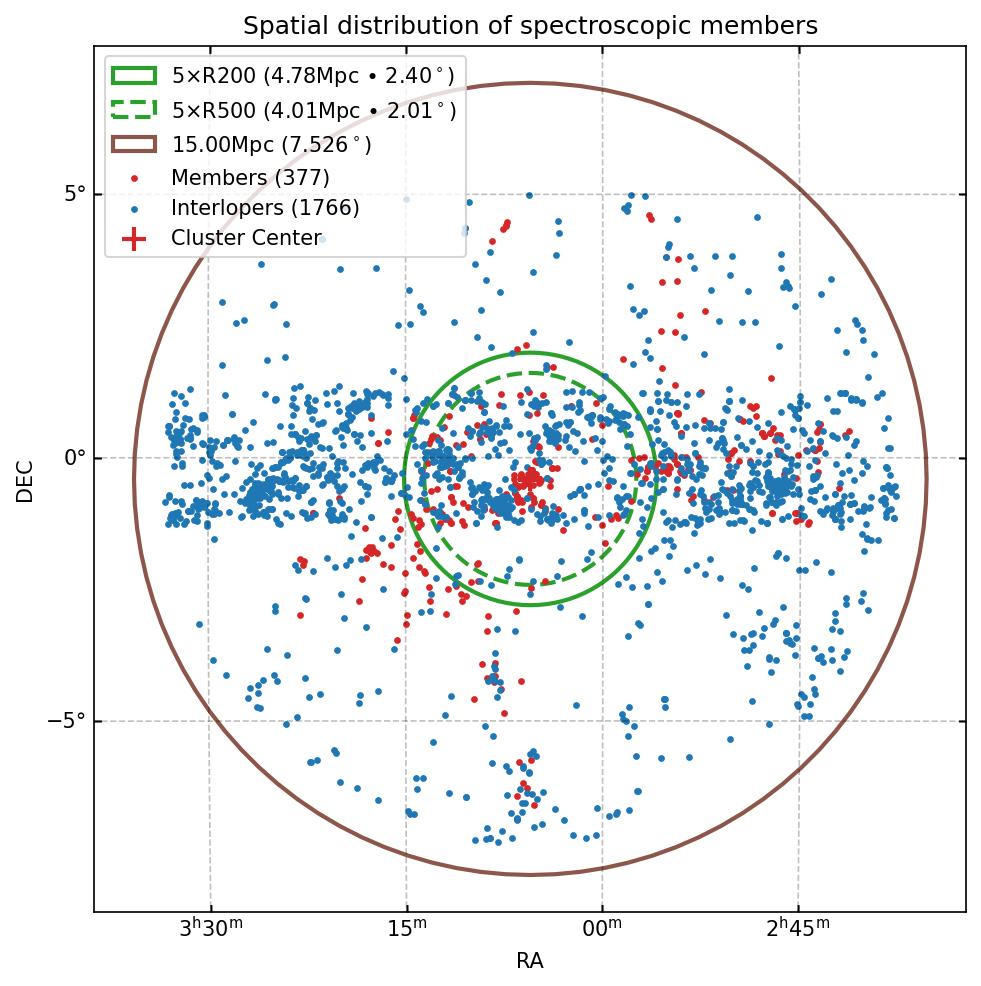 Spatial distribution of spectroscopic members
5×R200 (4.78Mpc • 2.40°)
5×R500 (4.01Mpc • 2.01°)
15.00Mpc (7.526°)
Members (377)
Interlopers (1766)
Cluster Center
5°
0°
−5°
DEC
3ʰ30ᵐ
15ᵐ
00ᵐ
2ʰ45ᵐ
RA